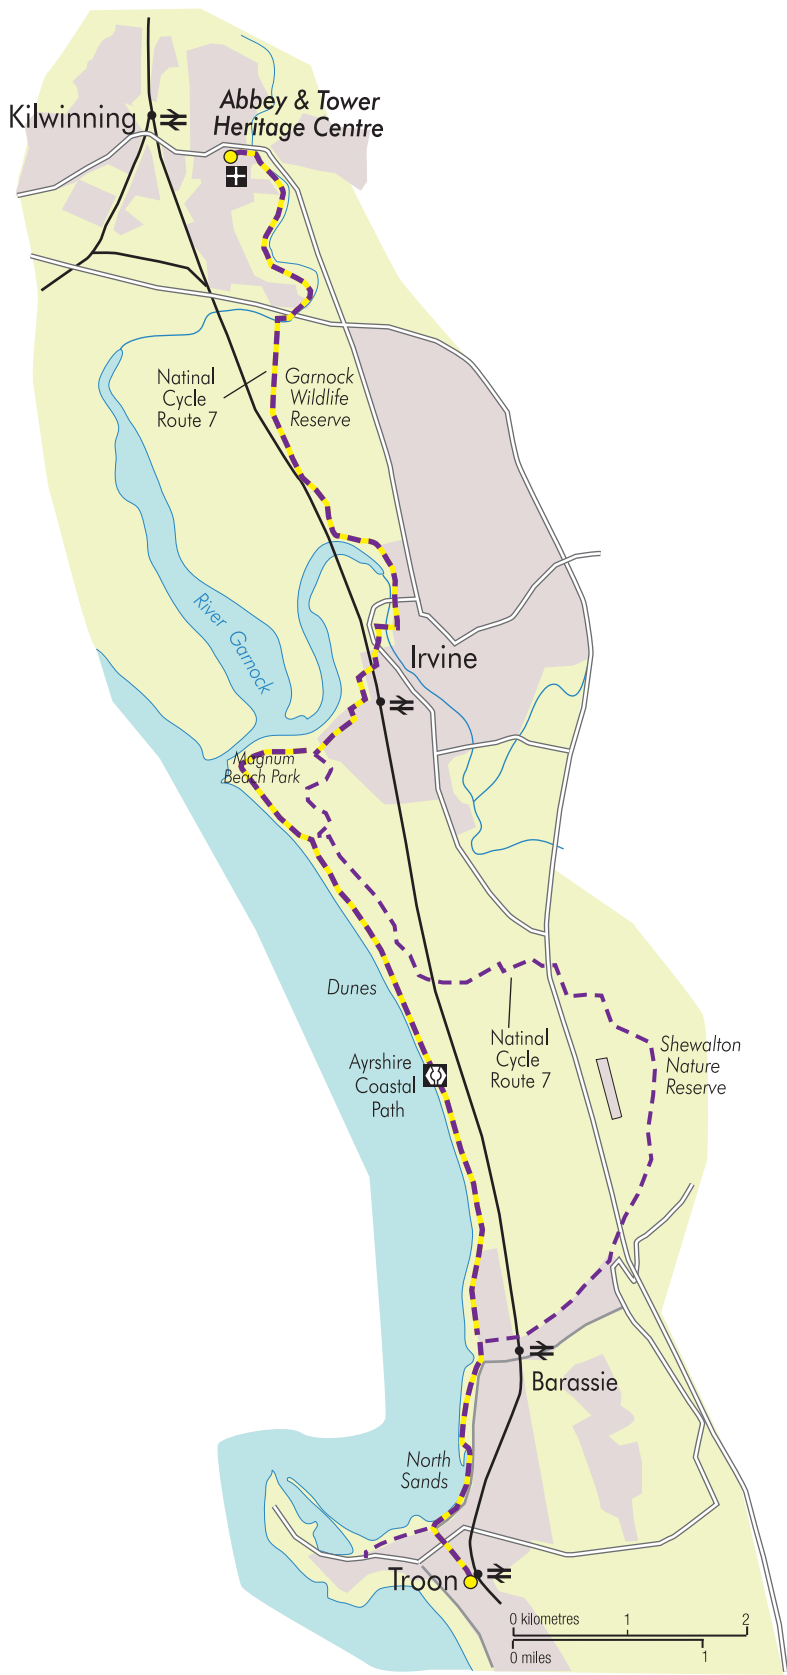 Kilwinning
Abbey & Tower
Heritage Centre
Natinal
Cycle
Route 7
Garnock
Wildlife
Reserve
River Garnock
Irvine
Magnum
Beach Park
Dunes
Ayrshire
Coastal
Path
Natinal
Cycle
Route 7
Shewalton
Nature
Reserve
Barassie
North
Sands
Troon
0 kilometres 1 2
0 miles 1